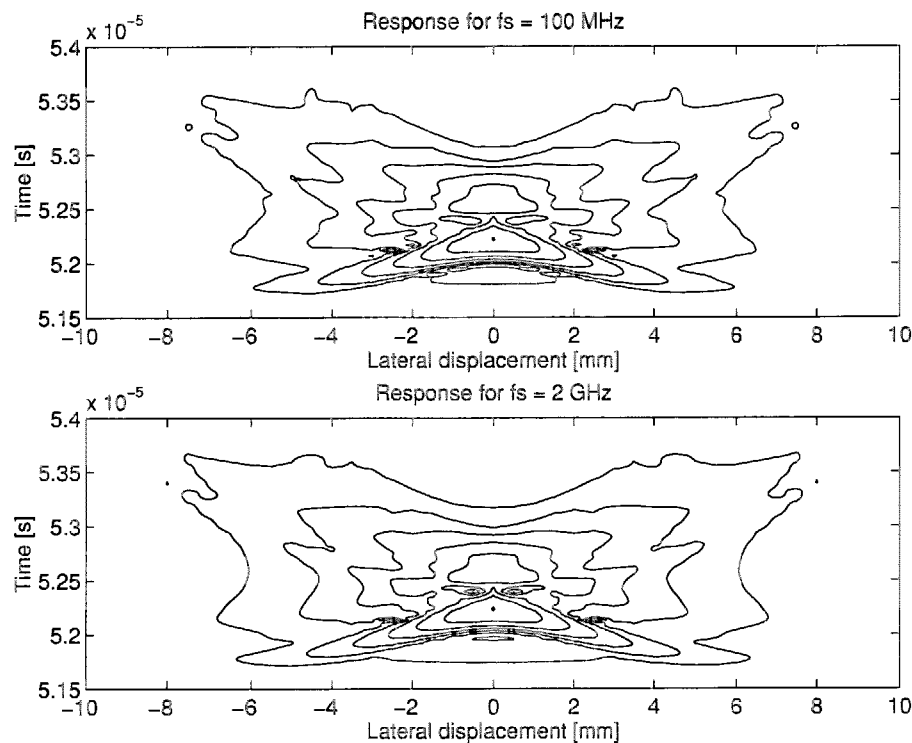 Response for fs = 100 MHz
x 10⁻⁵
5.4
5.35
5.3
5.25
5.2
5.15
Time [s]
−10 −8 −6 −4 −2 0 2 4 6 8 10
Lateral displacement [mm]
Response for fs = 2 GHz
x 10⁻⁵
5.4
5.35
5.3
5.25
5.2
5.15
Time [s]
−10 −8 −6 −4 −2 0 2 4 6 8 10
Lateral displacement [mm]